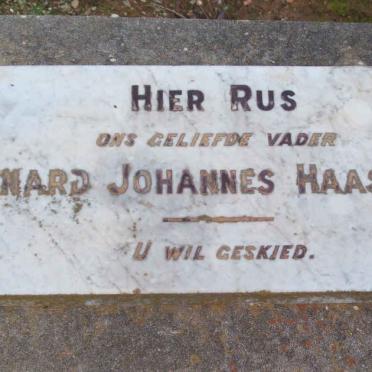 HIER RUS
ONS GELIEFDE VADER
NARD JOHANNES HAAS
U WIL GESKIED.